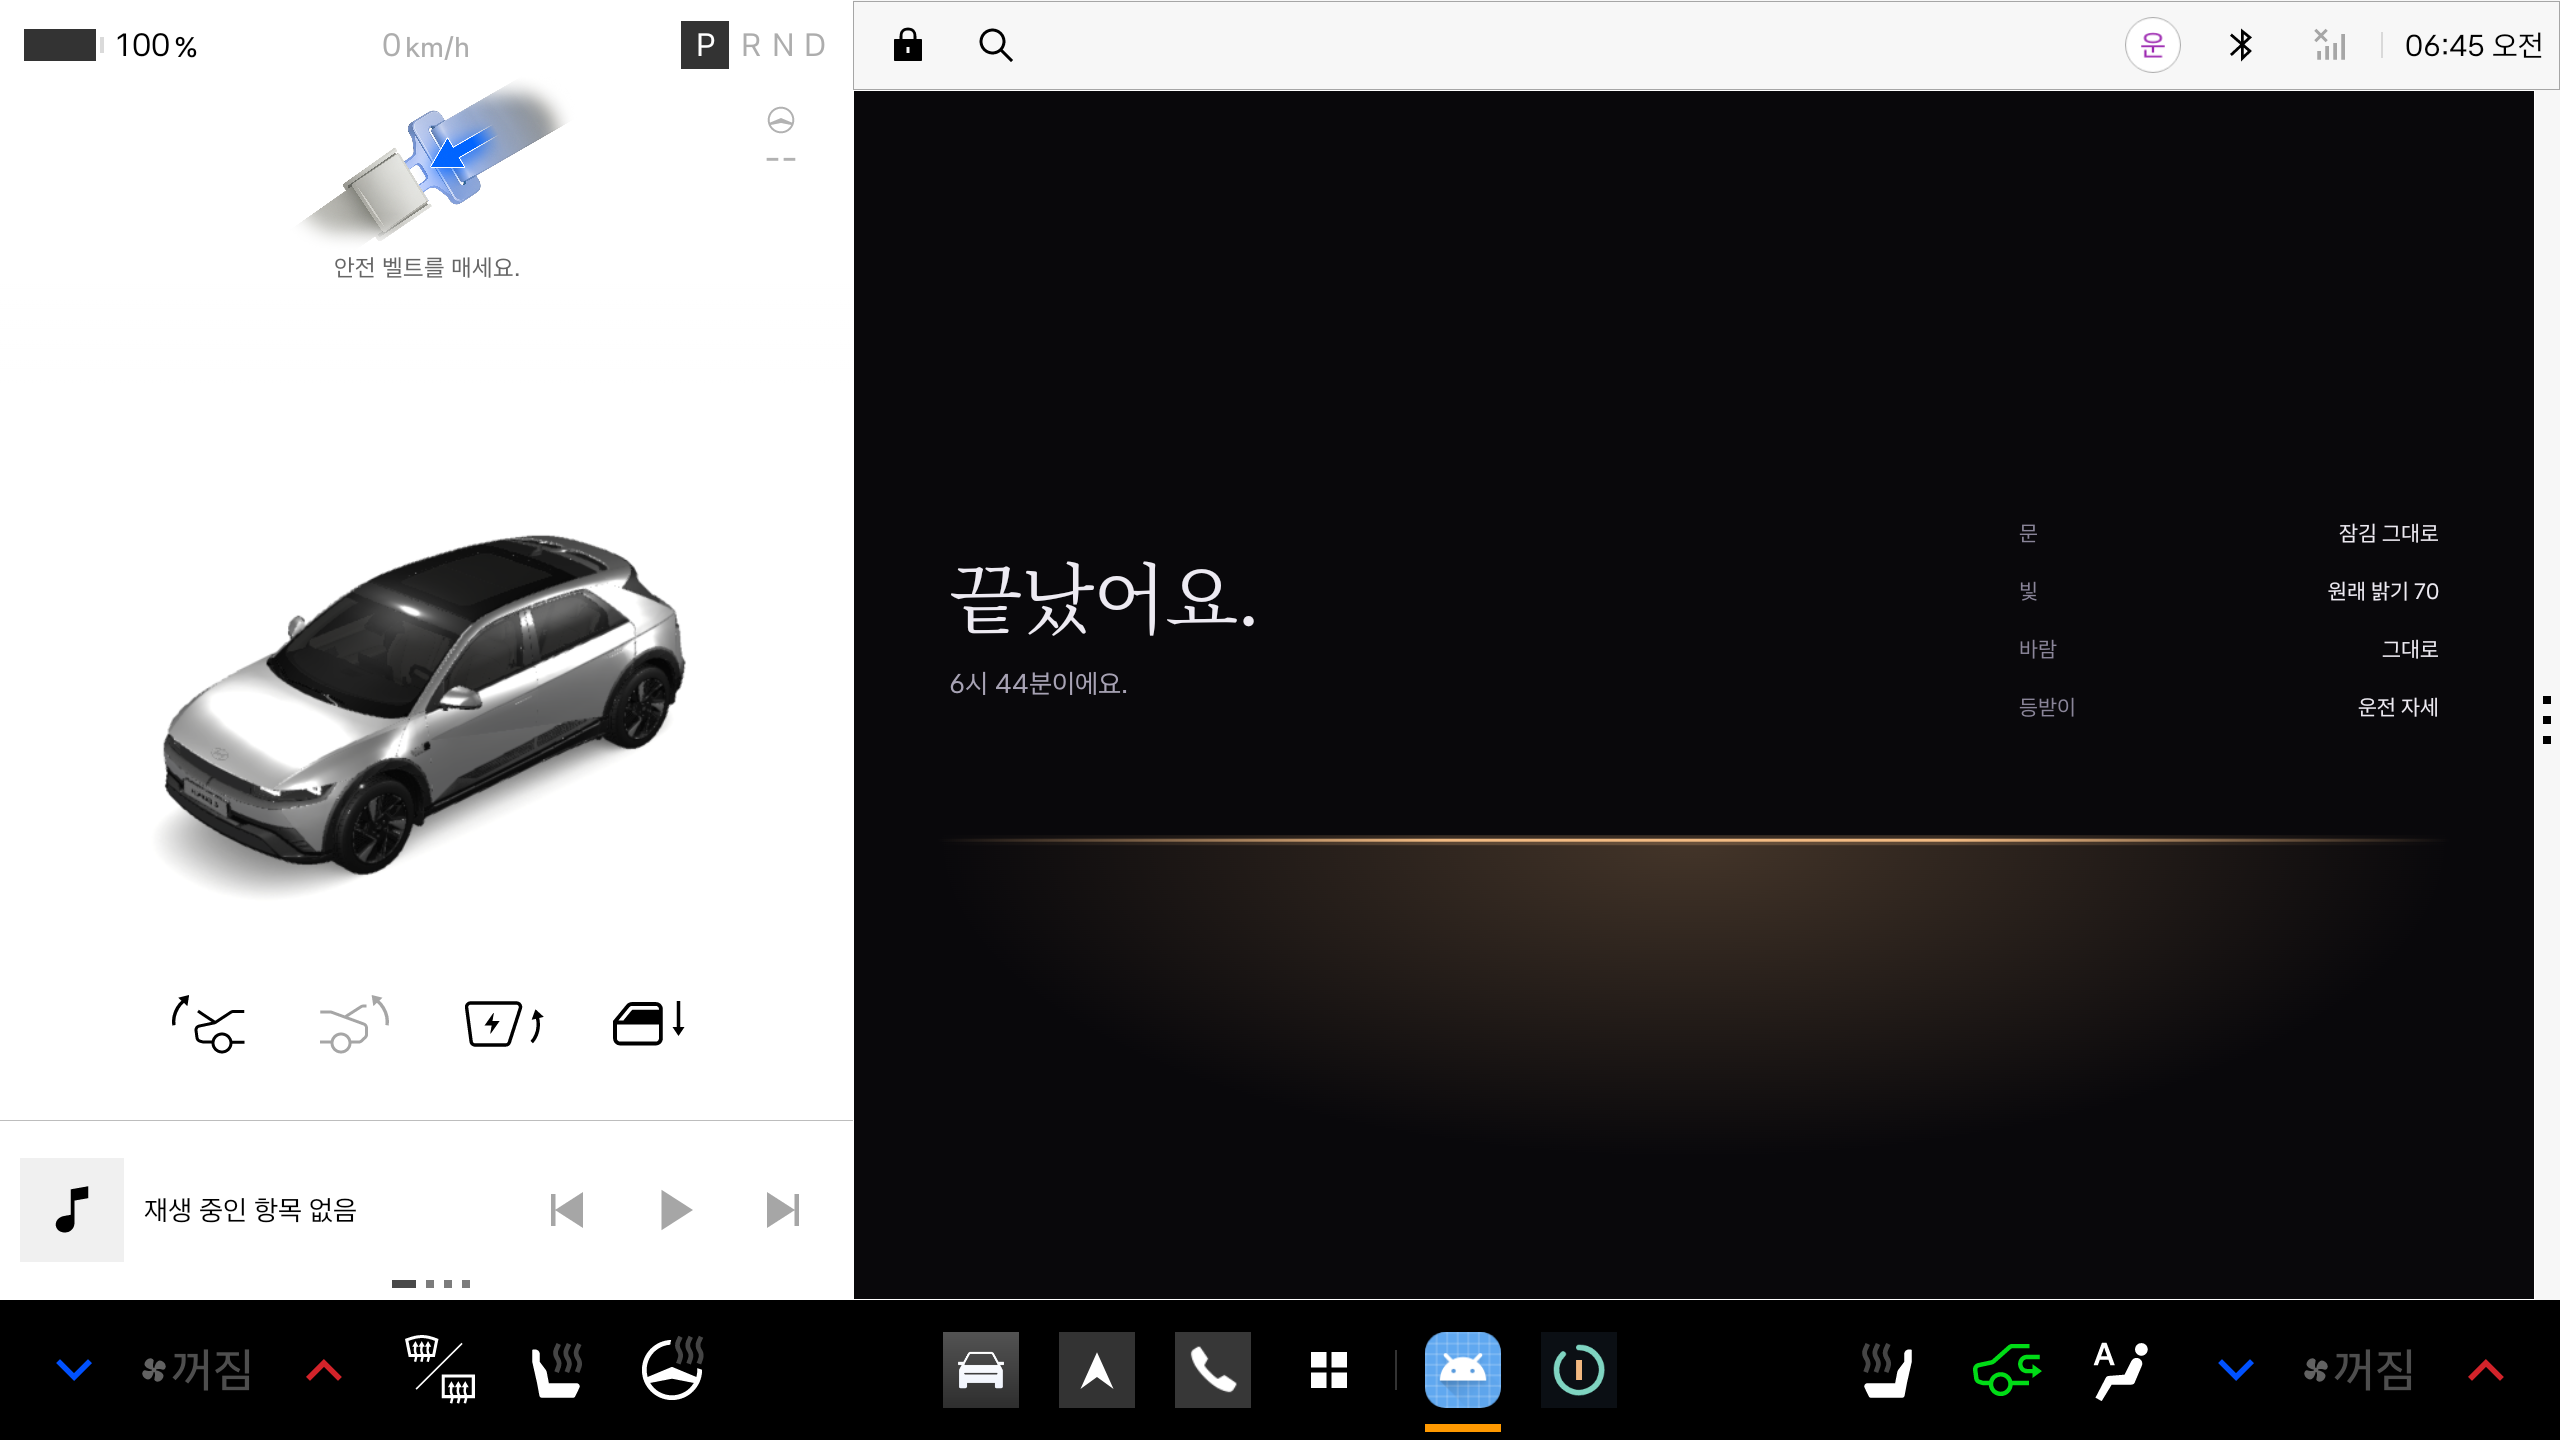 100%
0 km/h
P R N D
운
06:45 오전
안전 벨트를 매세요.
끝났어요.
6시 44분이에요.
문 잠김 그대로
빛 원래 밝기 70
바람 그대로
등받이 운전 자세
재생 중인 항목 없음
꺼짐
A
꺼짐